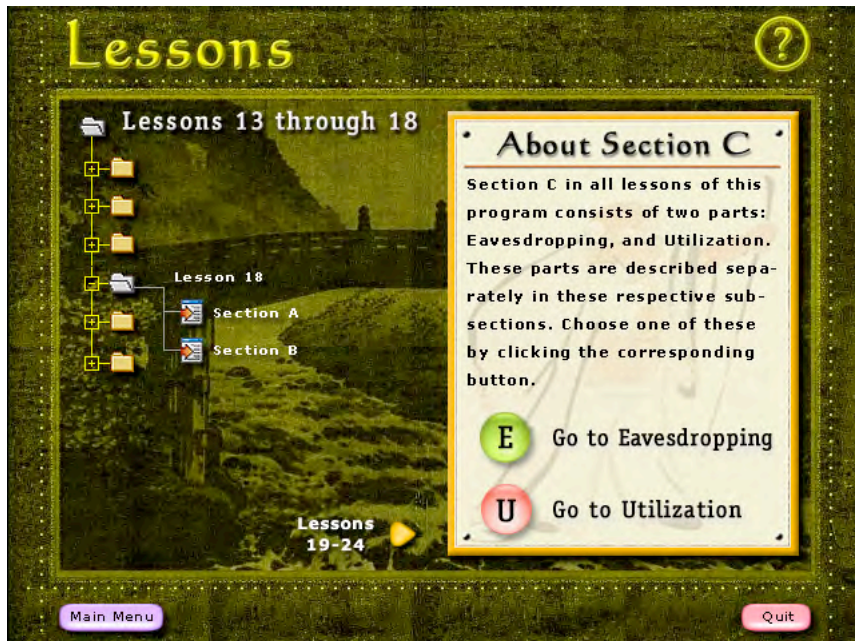 Lessons
?
Lessons 13 through 18
Lesson 18
Section A
Section B
Lessons
19-24
About Section C
Section C in all lessons of this
program consists of two parts:
Eavesdropping, and Utilization.
These parts are described sepa-
rately in these respective sub-
sections. Choose one of these
by clicking the corresponding
button.
E Go to Eavesdropping
U Go to Utilization
Main Menu
Quit